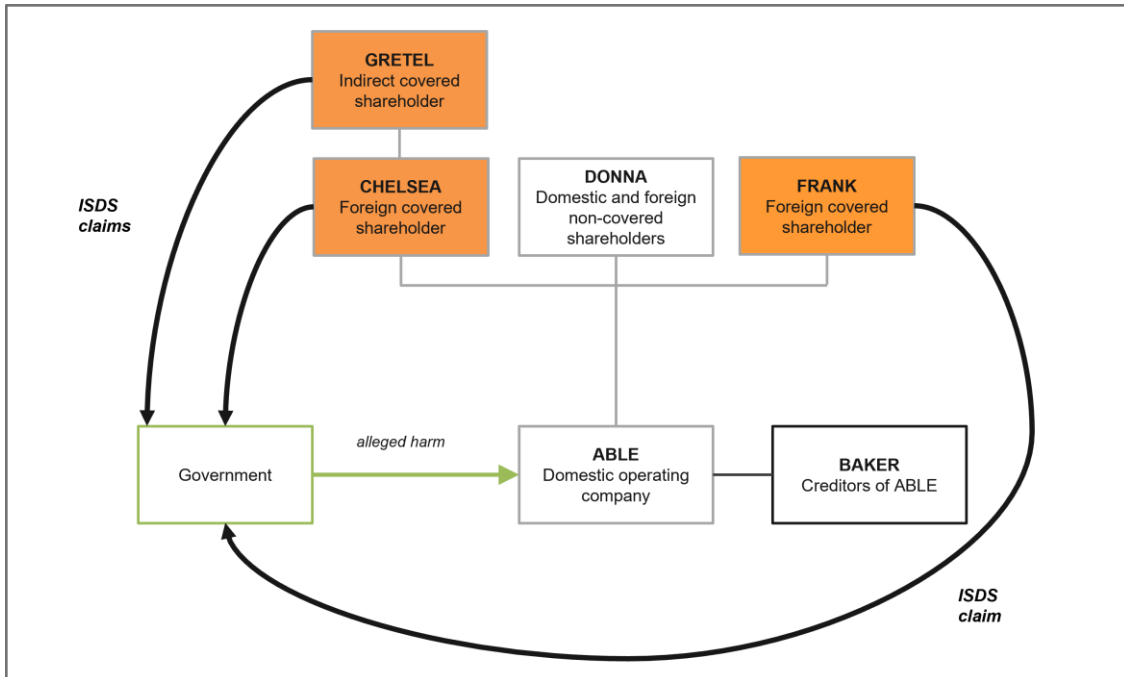 GRETEL
Indirect covered
shareholder
ISDS
claims
CHELSEA
Foreign covered
shareholder
DONNA
Domestic and foreign
non-covered
shareholders
FRANK
Foreign covered
shareholder
Government
alleged harm
ABLE
Domestic operating
company
BAKER
Creditors of ABLE
ISDS
claim